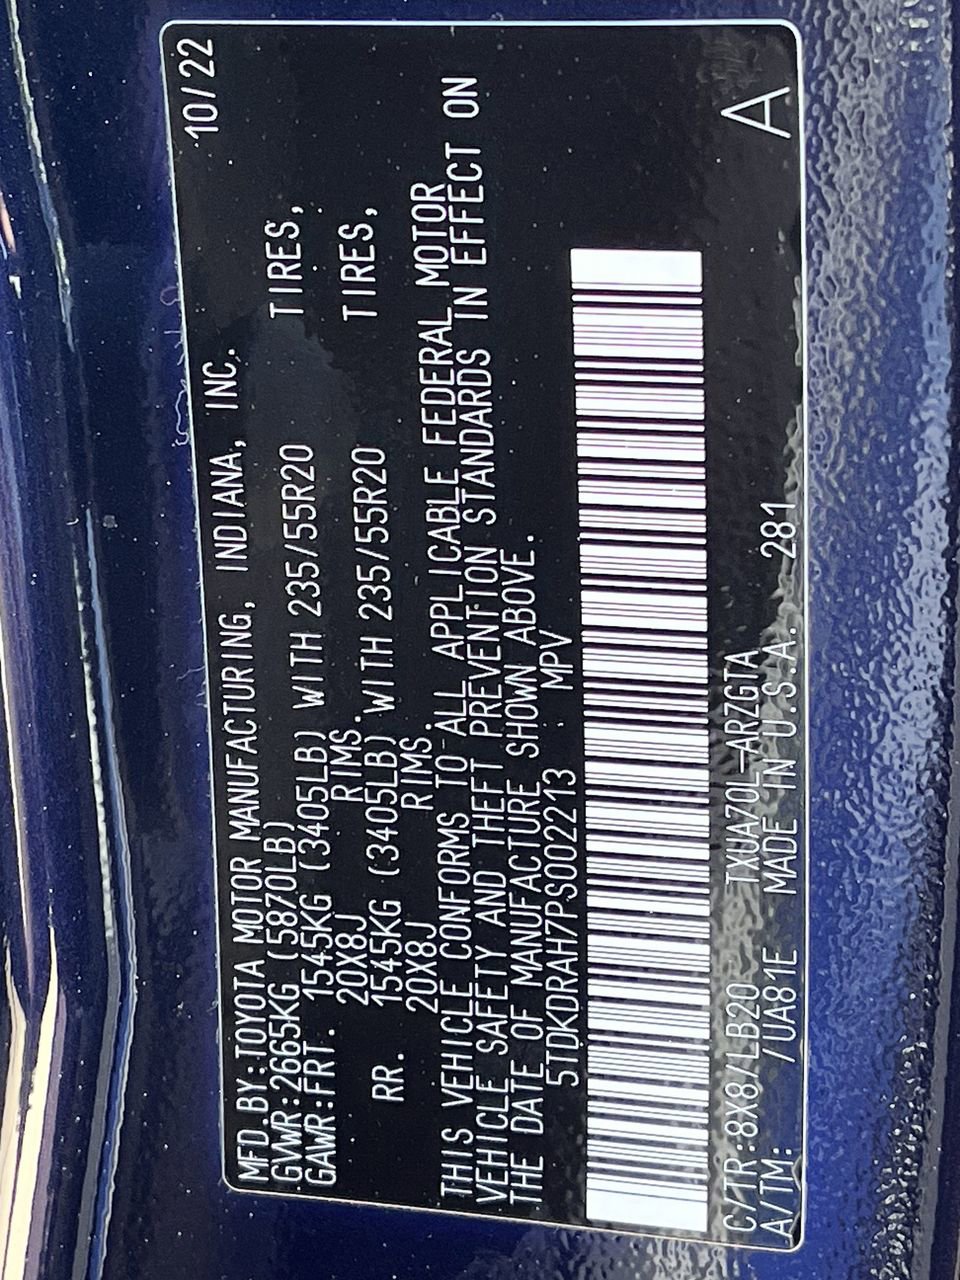 MFD.BY:TOYOTA MOTOR MANUFACTURING, INDIANA, INC. 10/22
GVWR:2665KG (5870LB)
GAWR:FRT. 1545KG (3405LB) WITH 235/55R20 TIRES,
20X8J RIMS.
RR. 1545KG (3405LB) WITH 235/55R20 TIRES,
20X8J RIMS.
THIS VEHICLE CONFORMS TO ALL APPLICABLE FEDERAL MOTOR
VEHICLE SAFETY AND THEFT PREVENTION STANDARDS IN EFFECT ON
THE DATE OF MANUFACTURE SHOWN ABOVE.
5TDKDRAH7PS002213 MPV
C/TR:8X8/LB20 TXUA70L-ARZGTA
A/TM: /UA81E MADE IN U.S.A. 281 A